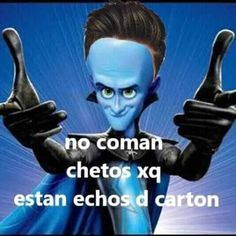 no coman
chetos xq
estan echos d carton